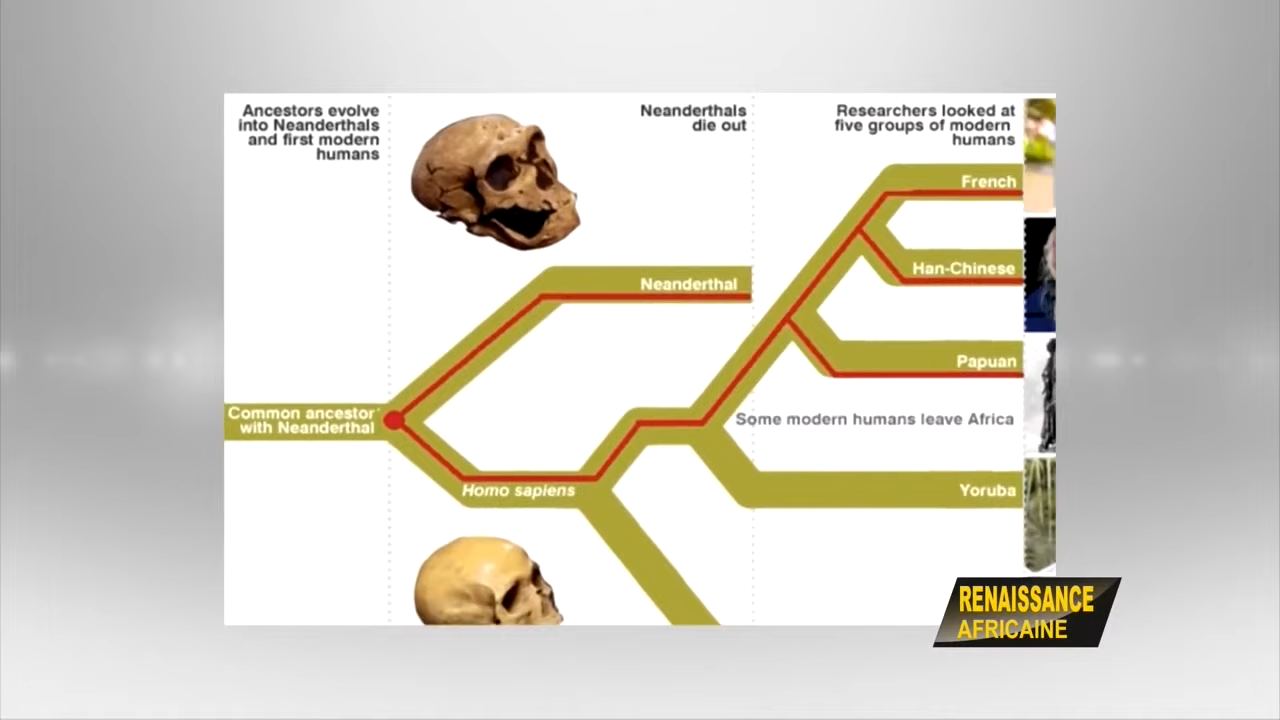 Ancestors evolve
into Neanderthals
and first modern
humans
Neanderthals
die out
Researchers looked at
five groups of modern
humans
French
Han-Chinese
Neanderthal
Papuan
Common ancestor
with Neanderthal
Some modern humans leave Africa
Homo sapiens
Yoruba
RENAISSANCE
AFRICAINE